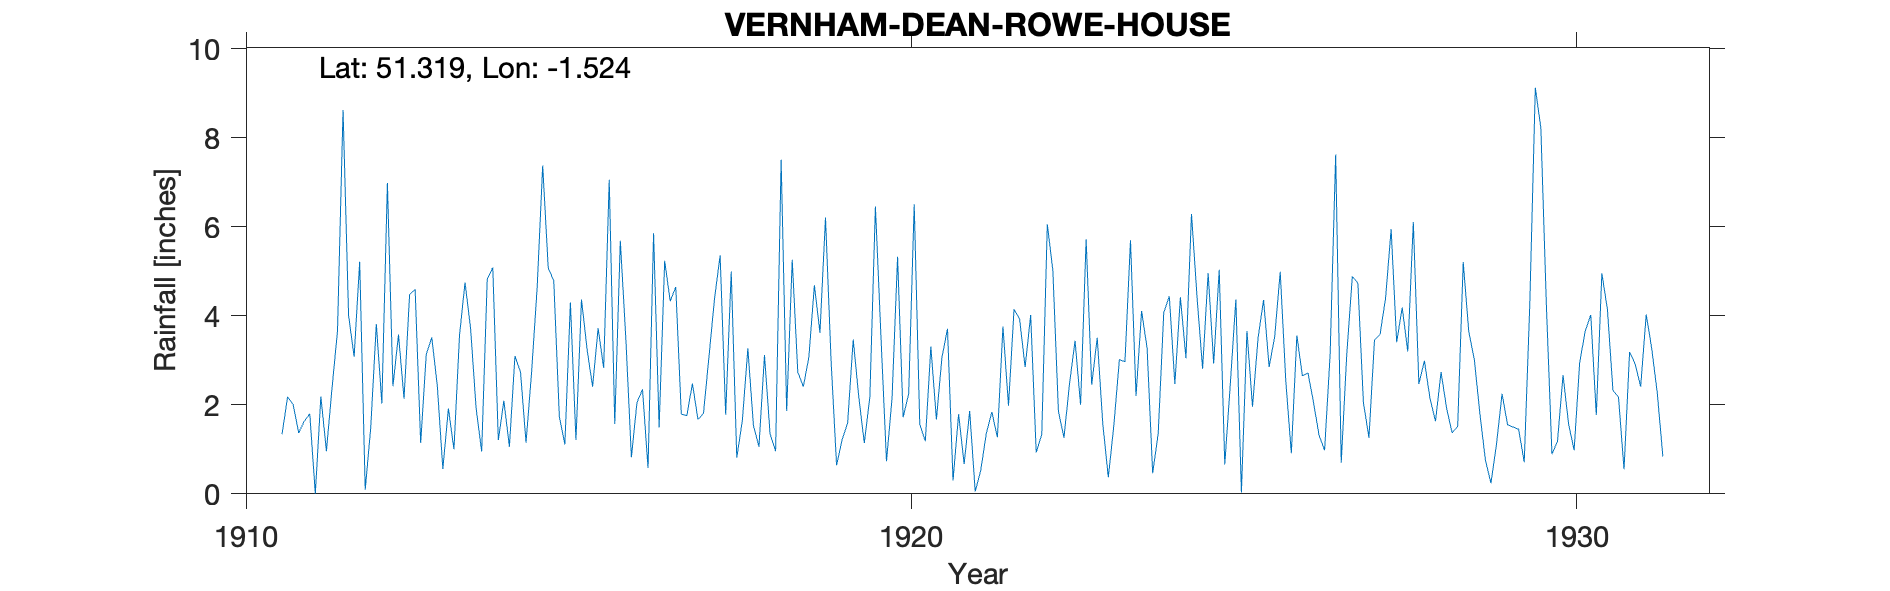 VERNHAM-DEAN-ROWE-HOUSE
Lat: 51.319, Lon: -1.524
Rainfall [inches]
10
8
6
4
2
0
1910 1920 1930
Year